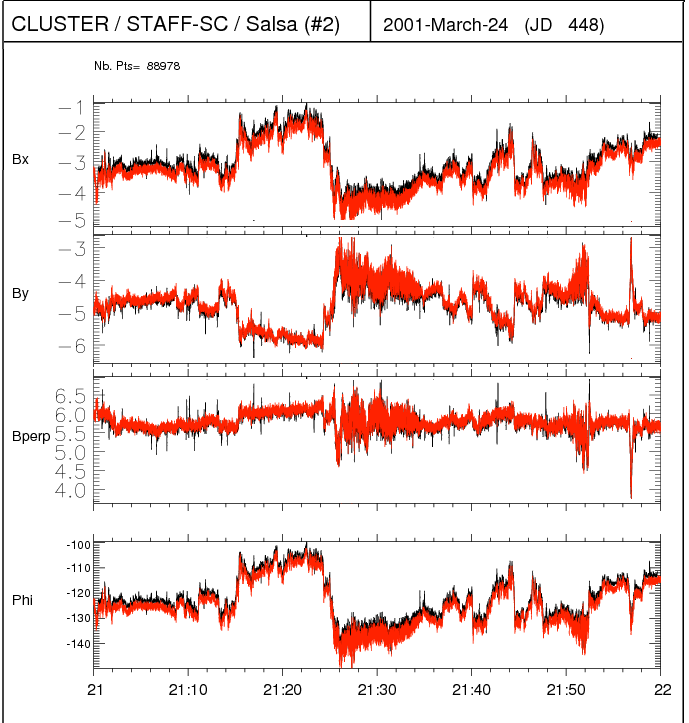 CLUSTER / STAFF-SC / Salsa (#2) 2001-March-24 (JD 448)
Nb. Pts= 88978
Bx
−1
−2
−3
−4
−5
By
−3
−4
−5
−6
Bperp
6.5
6.0
5.5
5.0
4.5
4.0
Phi
-100
-110
-120
-130
-140
21 21:10 21:20 21:30 21:40 21:50 22